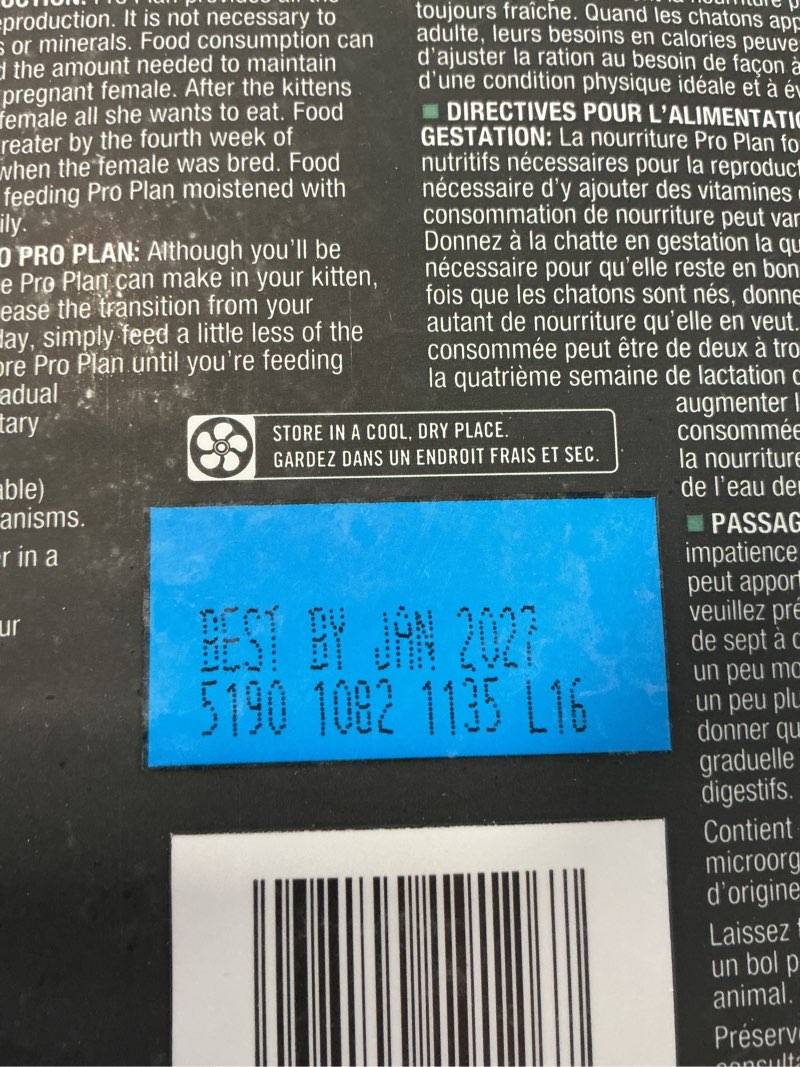 eproduction. It is not necessary to
or minerals. Food consumption can
the amount needed to maintain
pregnant female. After the kittens
female all she wants to eat. Food
reater by the fourth week of
when the female was bred. Food
feeding Pro Plan moistened with
ily.
O PRO PLAN: Although you'll be
e Pro Plan can make in your kitten,
ease the transition from your
day, simply feed a little less of the
ore Pro Plan until you're feeding
adual
tary
able)
anisms.
r in a
ur
toujours fraîche. Quand les chatons app
adulte, leurs besoins en calories peuve
d'ajuster la ration au besoin de façon à
d'une condition physique idéale et à év
■ DIRECTIVES POUR L'ALIMENTATIO
GESTATION: La nourriture Pro Plan fo
nutritifs nécessaires pour la reproduct
nécessaire d'y ajouter des vitamines
consommation de nourriture peut var
Donnez à la chatte en gestation la qu
nécessaire pour qu'elle reste en bon
fois que les chatons sont nés, donne
autant de nourriture qu'elle en veut.
consommée peut être de deux à tro
la quatrième semaine de lactation
augmenter l
consommée
la nourriture
de l'eau de
■ PASSAG
impatience
peut apport
veuillez pré
de sept à
un peu mo
un peu plu
donner qu
graduelle
digestifs.
Contient
microorg
d'origine
Laissez
un bol p
animal.
Préserv
STORE IN A COOL, DRY PLACE.
GARDEZ DANS UN ENDROIT FRAIS ET SEC.
BEST BY JAN 2027
5190 1082 1135 L16